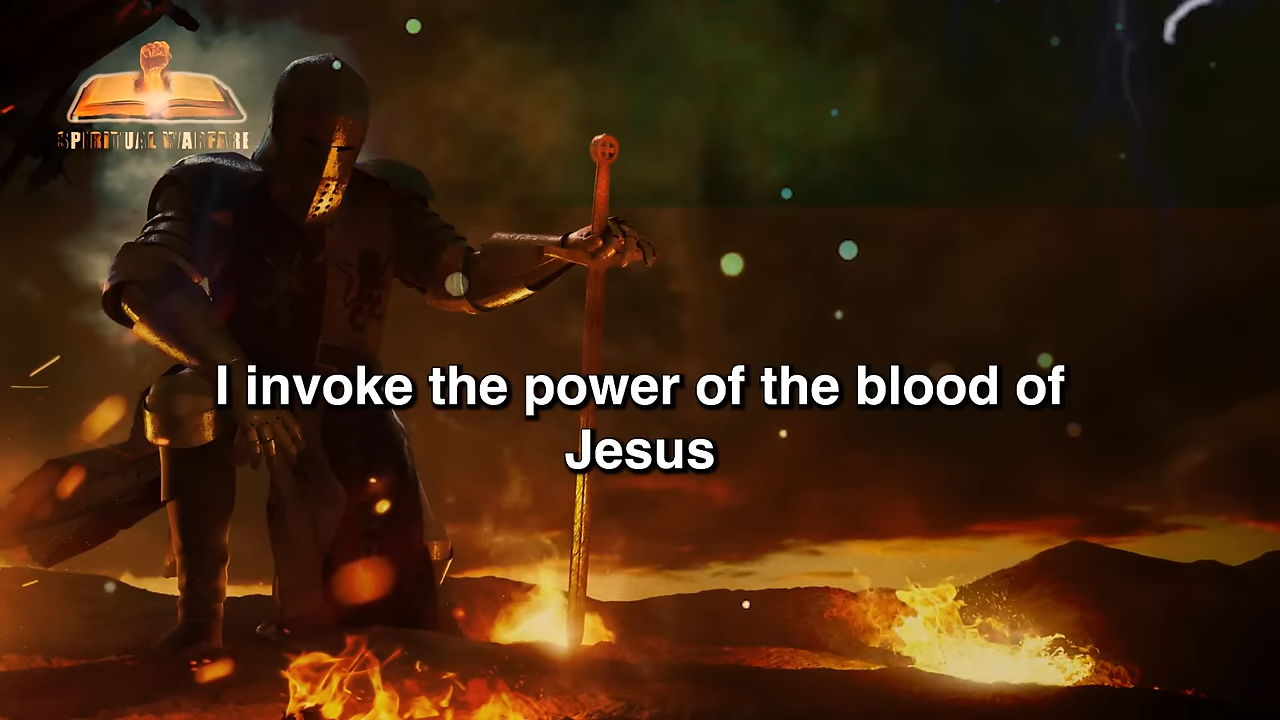 SPIRITUAL WARFARE
I invoke the power of the blood of
Jesus